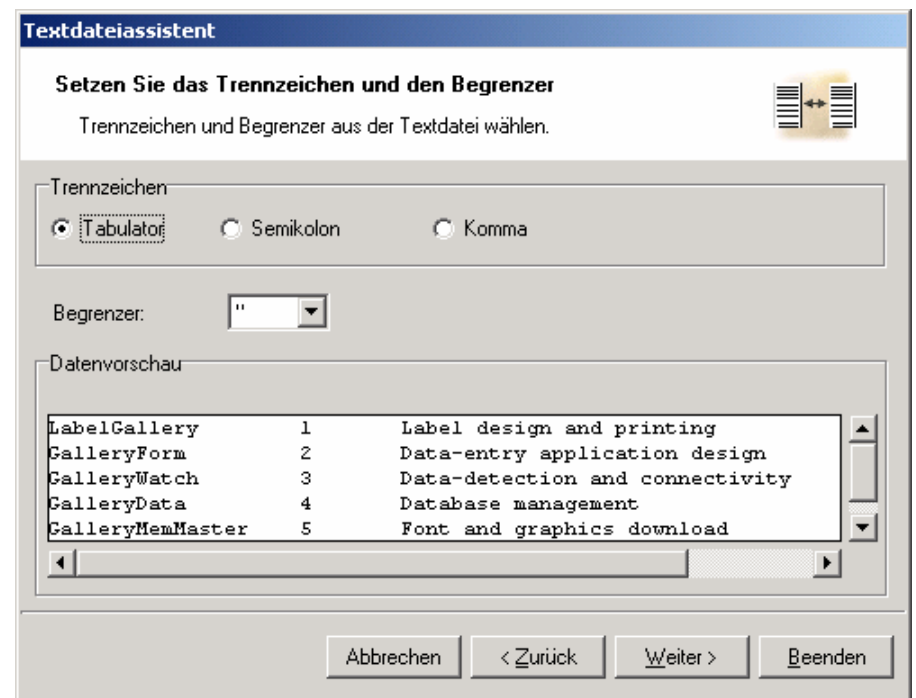 Textdateiassistent
Setzen Sie das Trennzeichen und den Begrenzer
Trennzeichen und Begrenzer aus der Textdatei wählen.
Trennzeichen
Tabulator Semikolon Komma
Begrenzer: "
Datenvorschau
LabelGallery 1 Label design and printing
GalleryForm 2 Data-entry application design
GalleryWatch 3 Data-detection and connectivity
GalleryData 4 Database management
GalleryMemMaster 5 Font and graphics download
Abbrechen < Zurück Weiter > Beenden